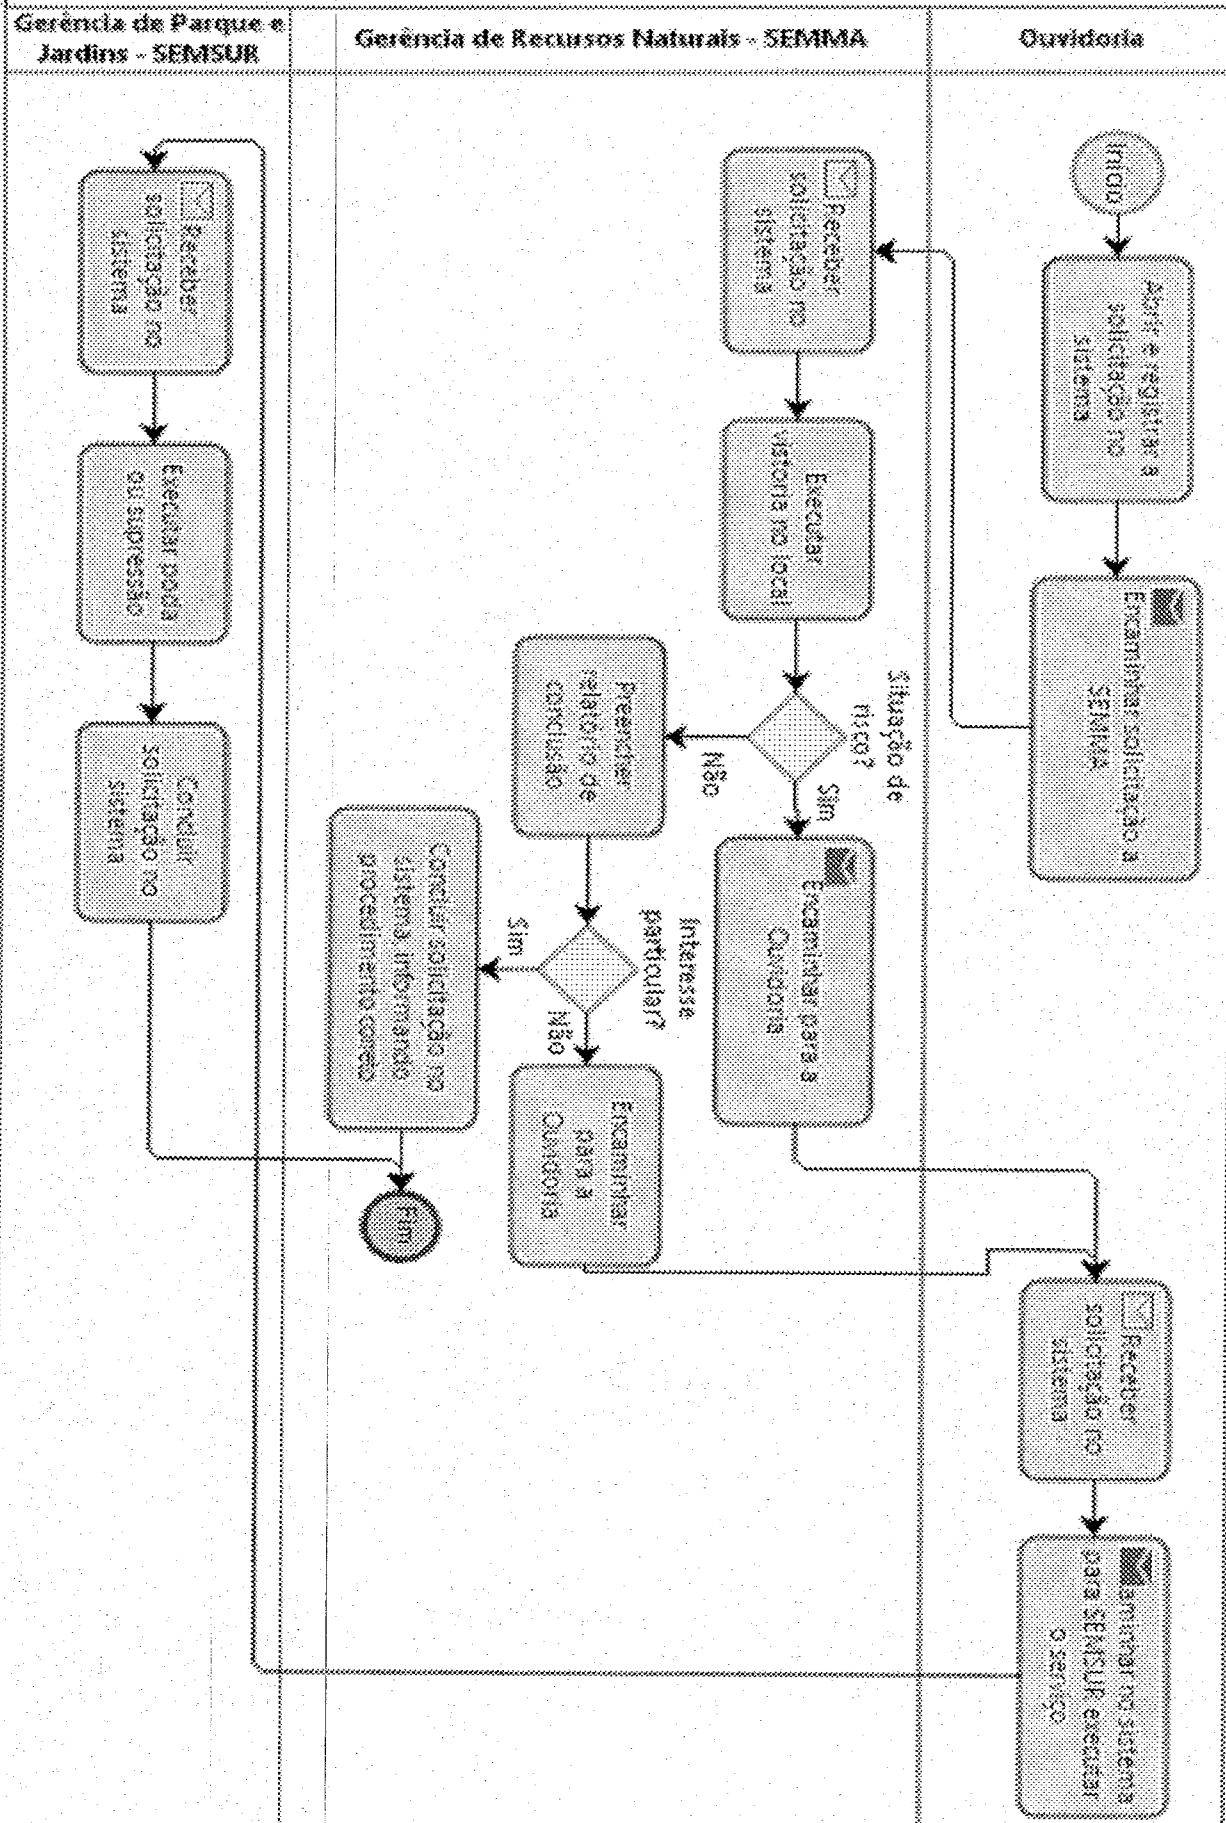 Gerência de Parque e
Jardins - SEMSUR
Gerência de Recursos Naturais - SEMMA
Ouvidoria
Início
Abrir e registrar a
solicitação no
sistema
Encaminhar solicitação a
SEMMA
Receber
solicitação no
sistema
Executar
vistoria no local
Situação de
risco?
Sim
Não
Encaminhar para a
Ouvidoria
Preencher
relatório de
conclusão
Interesse
particular?
Sim
Não
Concluir solicitação no
sistema, informando
procedimento correto
Encaminhar
para a
Ouvidoria
Fim
Receber
solicitação no
sistema
aminhar no sistema
para SEMSUR executar
o serviço
Receber
solicitação no
sistema
Executar poda
ou supressão
Concluir
solicitação no
sistema